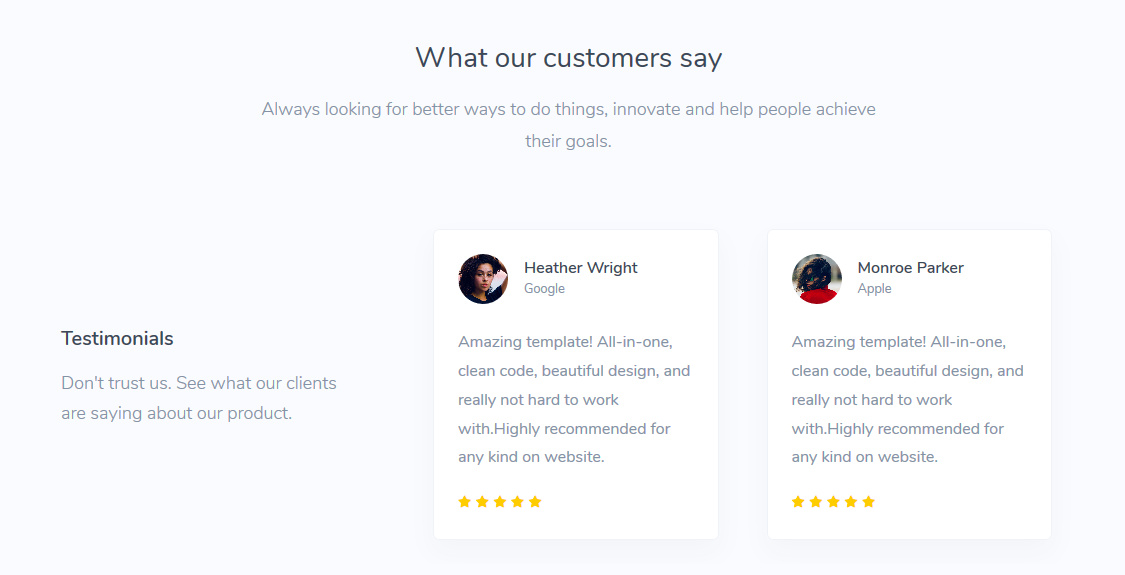 What our customers say
Always looking for better ways to do things, innovate and help people achieve
their goals.
Testimonials
Don't trust us. See what our clients
are saying about our product.
Heather Wright
Google
Amazing template! All-in-one,
clean code, beautiful design, and
really not hard to work
with.Highly recommended for
any kind on website.
Monroe Parker
Apple
Amazing template! All-in-one,
clean code, beautiful design, and
really not hard to work
with.Highly recommended for
any kind on website.